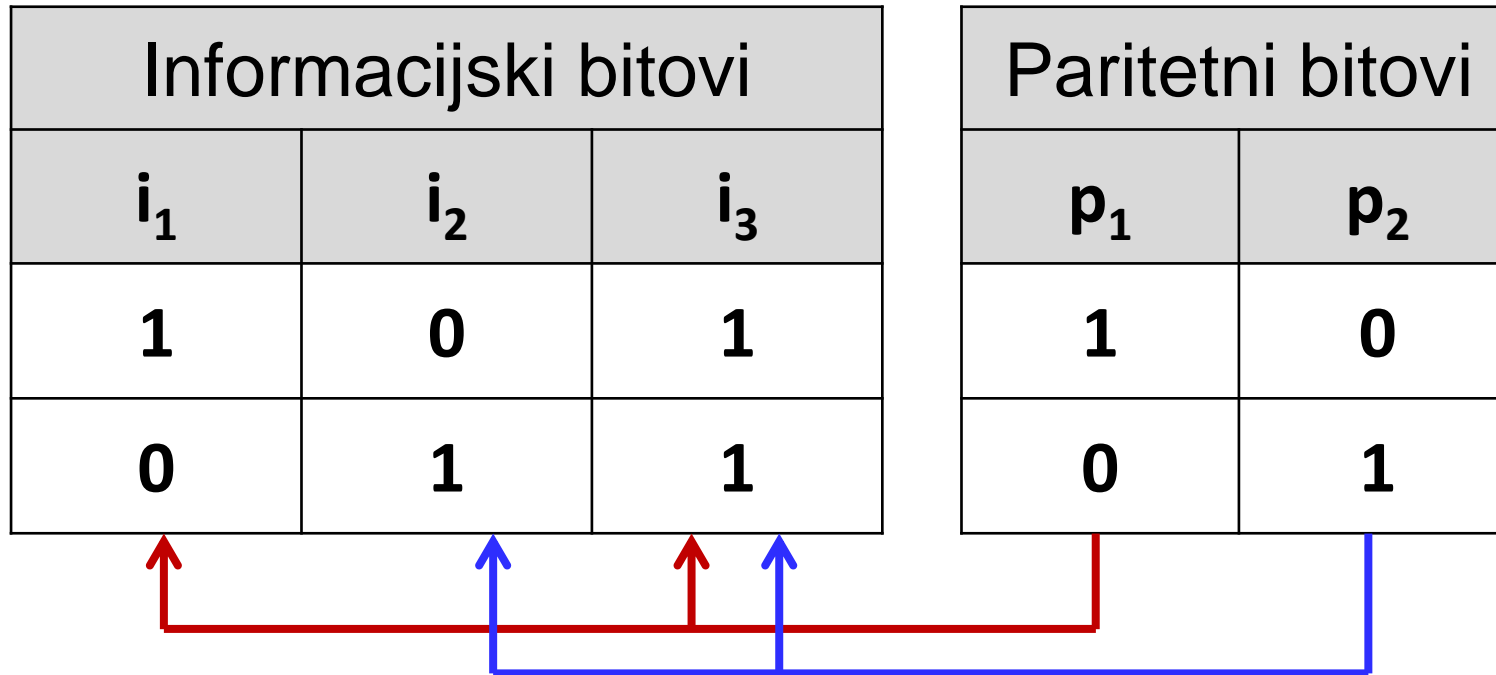 Informacijski bitovi Paritetni bitovi
i₁ i₂ i₃ p₁ p₂
1 0 1 1 0
0 1 1 0 1